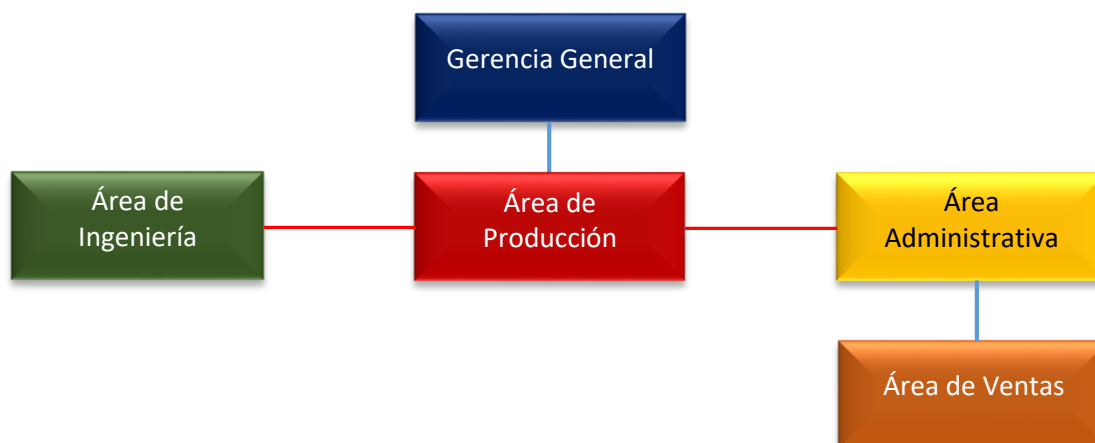 Gerencia General
Área de
Ingeniería
Área de
Producción
Área
Administrativa
Área de Ventas